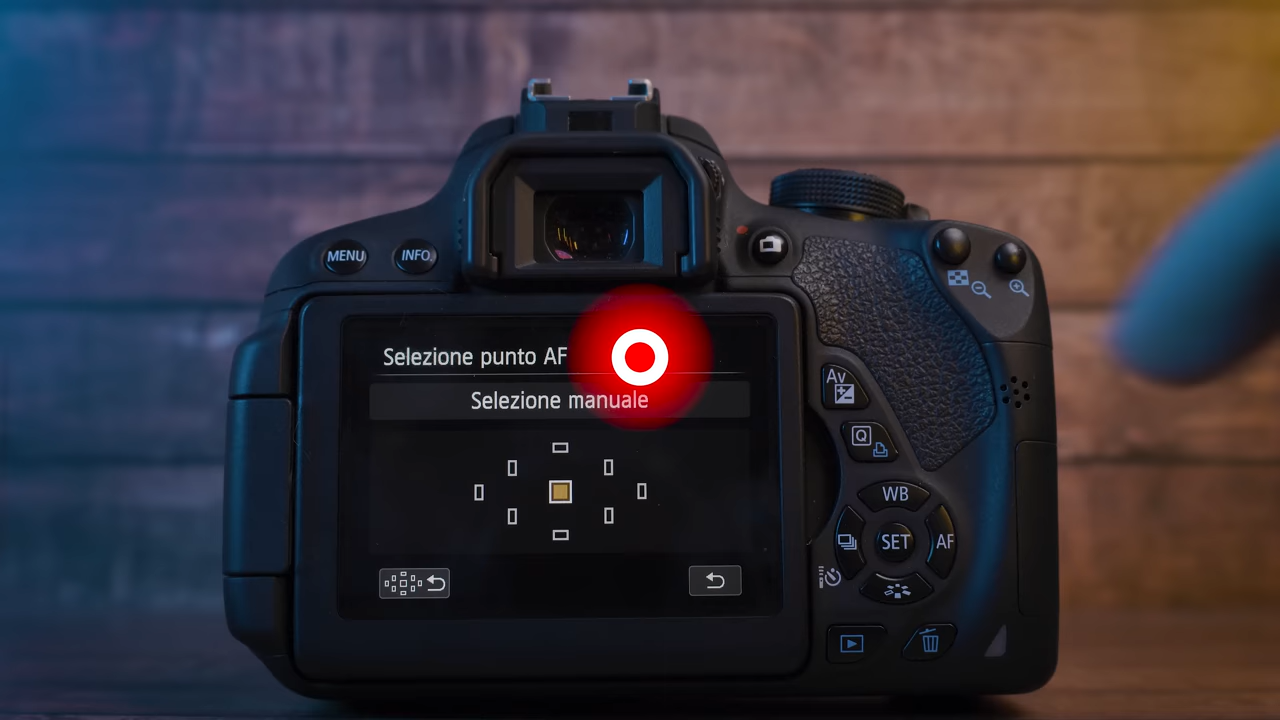 MENU
INFO.
Selezione punto AF
Selezione manuale
Av
Q
WB
SET
AF